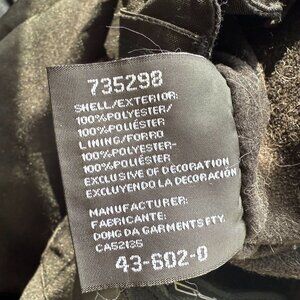 735298
SHELL/EXTERIOR:
100%POLYESTER/
100%POLIÉSTER
LINING/FORRO
100%POLYESTER-
100%POLIÉSTER
EXCLUSIVE OF DECORATION
EXCLUYENDO LA DECORACIÓN
MANUFACTURER:
FABRICANTE:
DONG DA GARMENTS FTY.
CA52135
43-602-0